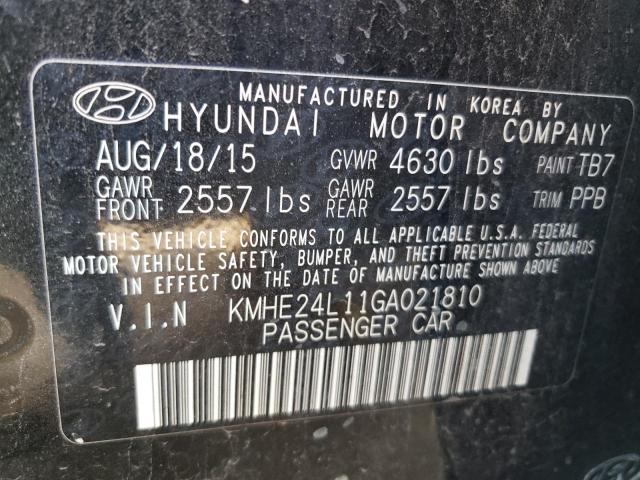 MANUFACTURED IN KOREA BY
HYUNDAI MOTOR COMPANY
AUG/18/15 GVWR 4630 lbs PAINT TB7
GAWR FRONT 2557 lbs GAWR REAR 2557 lbs TRIM PPB
THIS VEHICLE CONFORMS TO ALL APPLICABLE U.S.A. FEDERAL
MOTOR VEHICLE SAFETY, BUMPER, AND THEFT PREVENTION STANDARDS
IN EFFECT ON THE DATE OF MANUFACTURE SHOWN ABOVE
V.I.N KMHE24L11GA021810
PASSENGER CAR